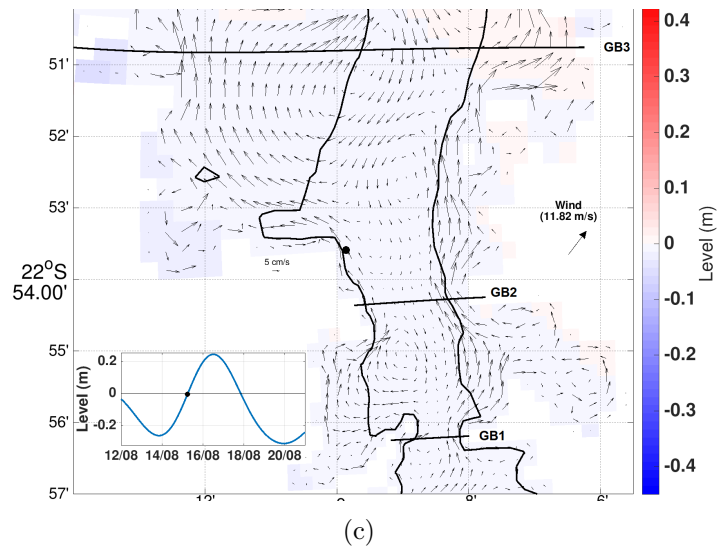 GB3
51'
52'
53'
22°S
54.00'
55'
56'
57'
Wind
(11.82 m/s)
5 cm/s
GB2
GB1
Level (m)
0.2
0
-0.2
12/08 14/08 16/08 18/08 20/08
12' 8' 6'
0.4
0.3
0.2
0.1
0
-0.1
-0.2
-0.3
-0.4
Level (m)
(c)